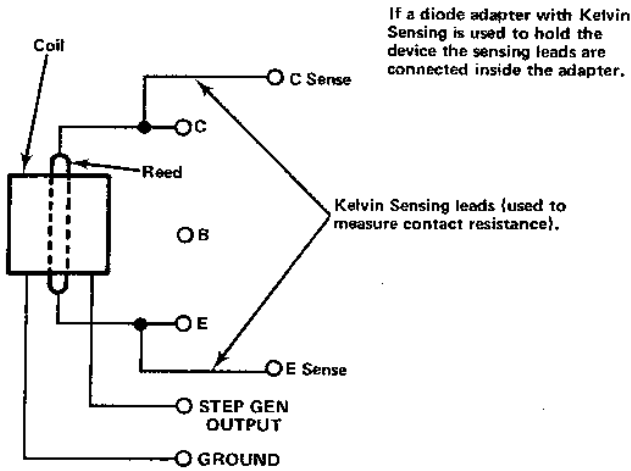 If a diode adapter with Kelvin
Sensing is used to hold the
device the sensing leads are
connected inside the adapter.
Coil
C Sense
C
Reed
Kelvin Sensing leads (used to
measure contact resistance).
B
E
E Sense
STEP GEN
OUTPUT
GROUND